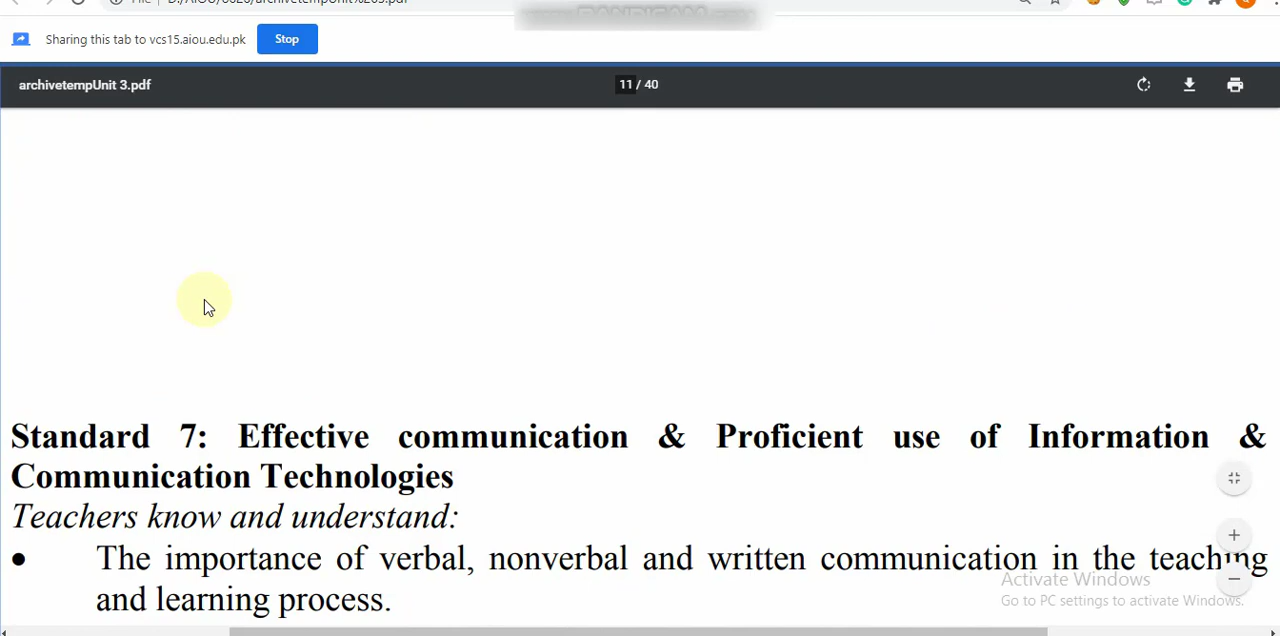 Sharing this tab to vcs15.aiou.edu.pk Stop
archivetempUnit 3.pdf 11 / 40
Standard 7: Effective communication & Proficient use of Information &
Communication Technologies
Teachers know and understand:
• The importance of verbal, nonverbal and written communication in the teaching
and learning process.
Activate Windows
Go to PC settings to activate Windows.